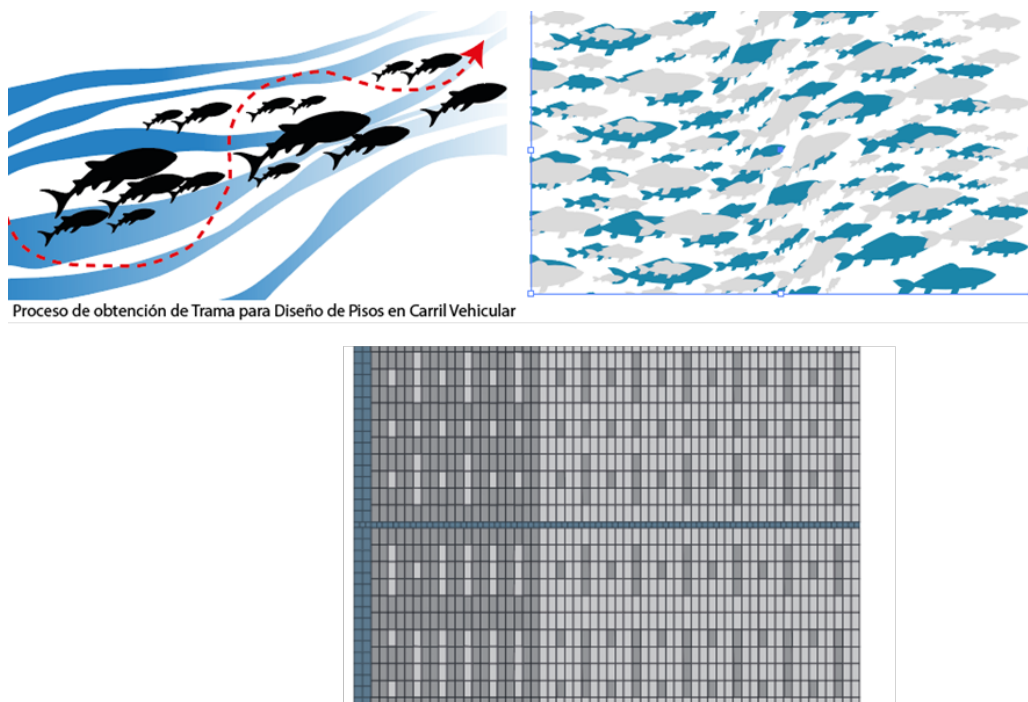 Proceso de obtención de Trama para Diseño de Pisos en Carril Vehicular